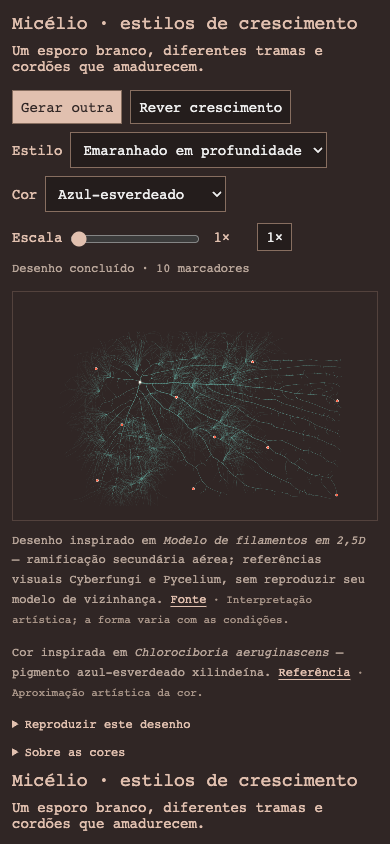 Micélio · estilos de crescimento
Um esporo branco, diferentes tramas e
cordões que amadurecem.
Gerar outra
Rever crescimento
Estilo
Emaranhado em profundidade
Cor
Azul-esverdeado
Escala
1×
1×
Desenho concluído · 10 marcadores
Desenho inspirado em Modelo de filamentos em 2,5D
— ramificação secundária aérea; referências
visuais Cyberfungi e Pycelium, sem reproduzir seu
modelo de vizinhança. Fonte · Interpretação
artística; a forma varia com as condições.
Cor inspirada em Chlorociboria aeruginascens —
pigmento azul-esverdeado xilindeína. Referência ·
Aproximação artística da cor.
Reproduzir este desenho
Sobre as cores
Micélio · estilos de crescimento
Um esporo branco, diferentes tramas e
cordões que amadurecem.